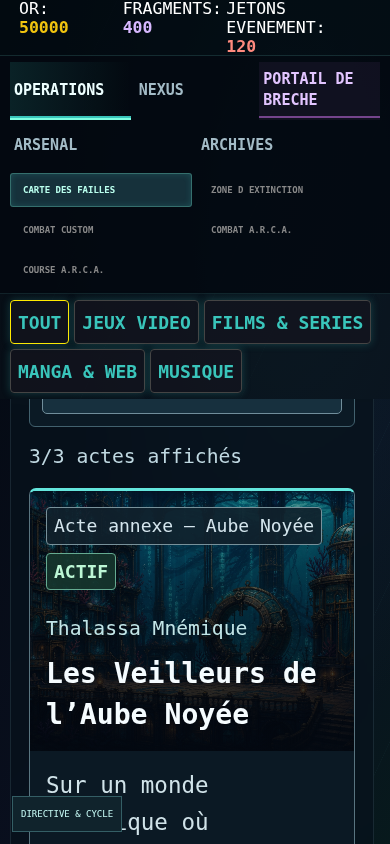 OR: FRAGMENTS: JETONS
50000 400 EVENEMENT:
120
OPERATIONS NEXUS PORTAIL DE
BRECHE
ARSENAL ARCHIVES
CARTE DES FAILLES ZONE D EXTINCTION
COMBAT CUSTOM COMBAT A.R.C.A.
COURSE A.R.C.A.
TOUT JEUX VIDEO FILMS & SERIES
MANGA & WEB MUSIQUE
3/3 actes affichés
Acte annexe — Aube Noyée
ACTIF
Thalassa Mnémique
Les Veilleurs de
l’Aube Noyée
Sur un monde
que où
DIRECTIVE & CYCLE